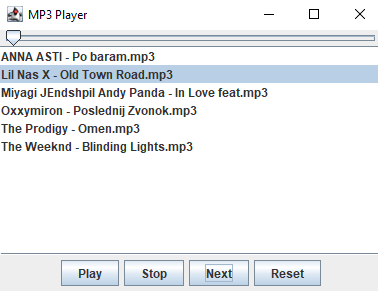 MP3 Player
ANNA ASTI - Po baram.mp3
Lil Nas X - Old Town Road.mp3
Miyagi JEndshpil Andy Panda - In Love feat.mp3
Oxxymiron - Poslednij Zvonok.mp3
The Prodigy - Omen.mp3
The Weeknd - Blinding Lights.mp3
Play Stop Next Reset